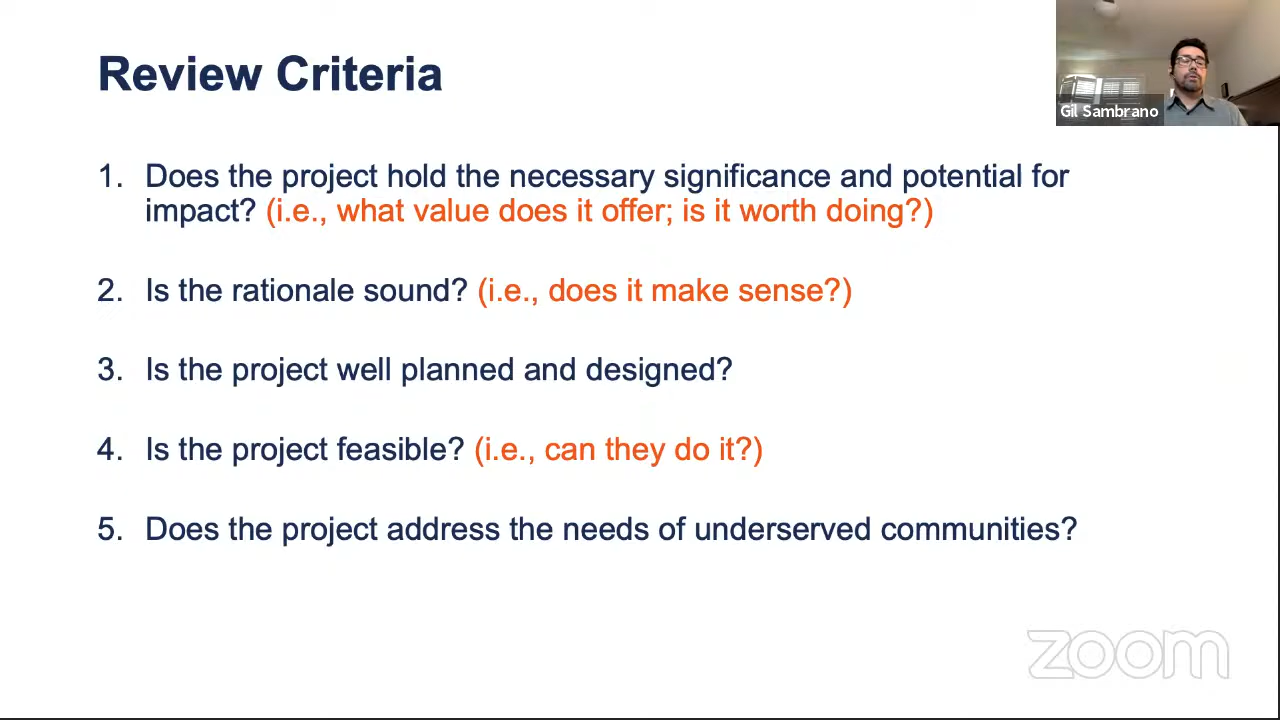 Review Criteria
Gil Sambrano
1. Does the project hold the necessary significance and potential for
impact? (i.e., what value does it offer; is it worth doing?)
2. Is the rationale sound? (i.e., does it make sense?)
3. Is the project well planned and designed?
4. Is the project feasible? (i.e., can they do it?)
5. Does the project address the needs of underserved communities?
zoom